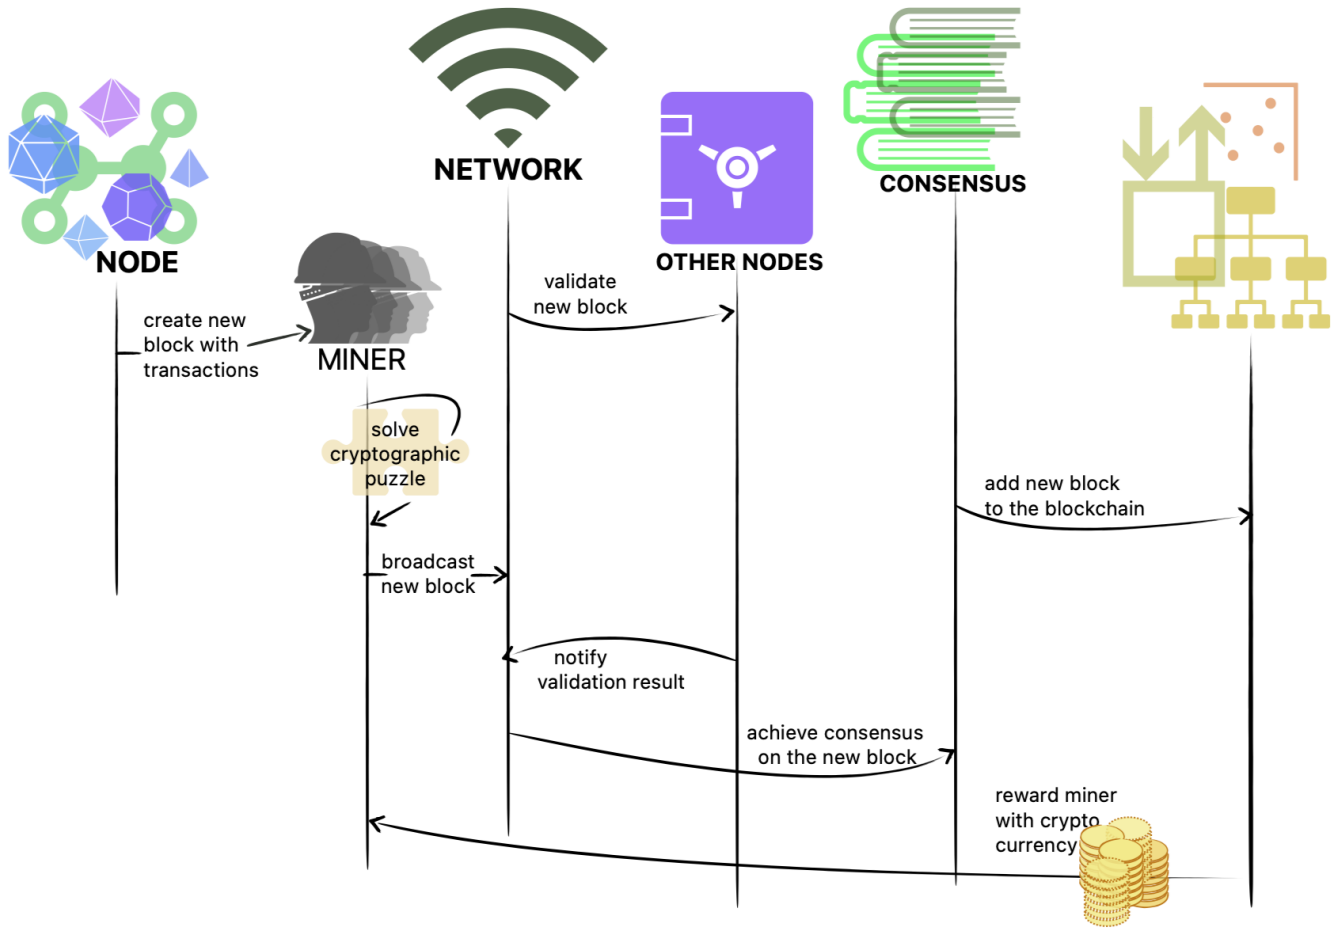 NETWORK
CONSENSUS
NODE
OTHER NODES
validate
new block
create new
block with
transactions
MINER
solve
cryptographic
puzzle
add new block
to the blockchain
broadcast
new block
notify
validation result
achieve consensus
on the new block
reward miner
with crypto
currency